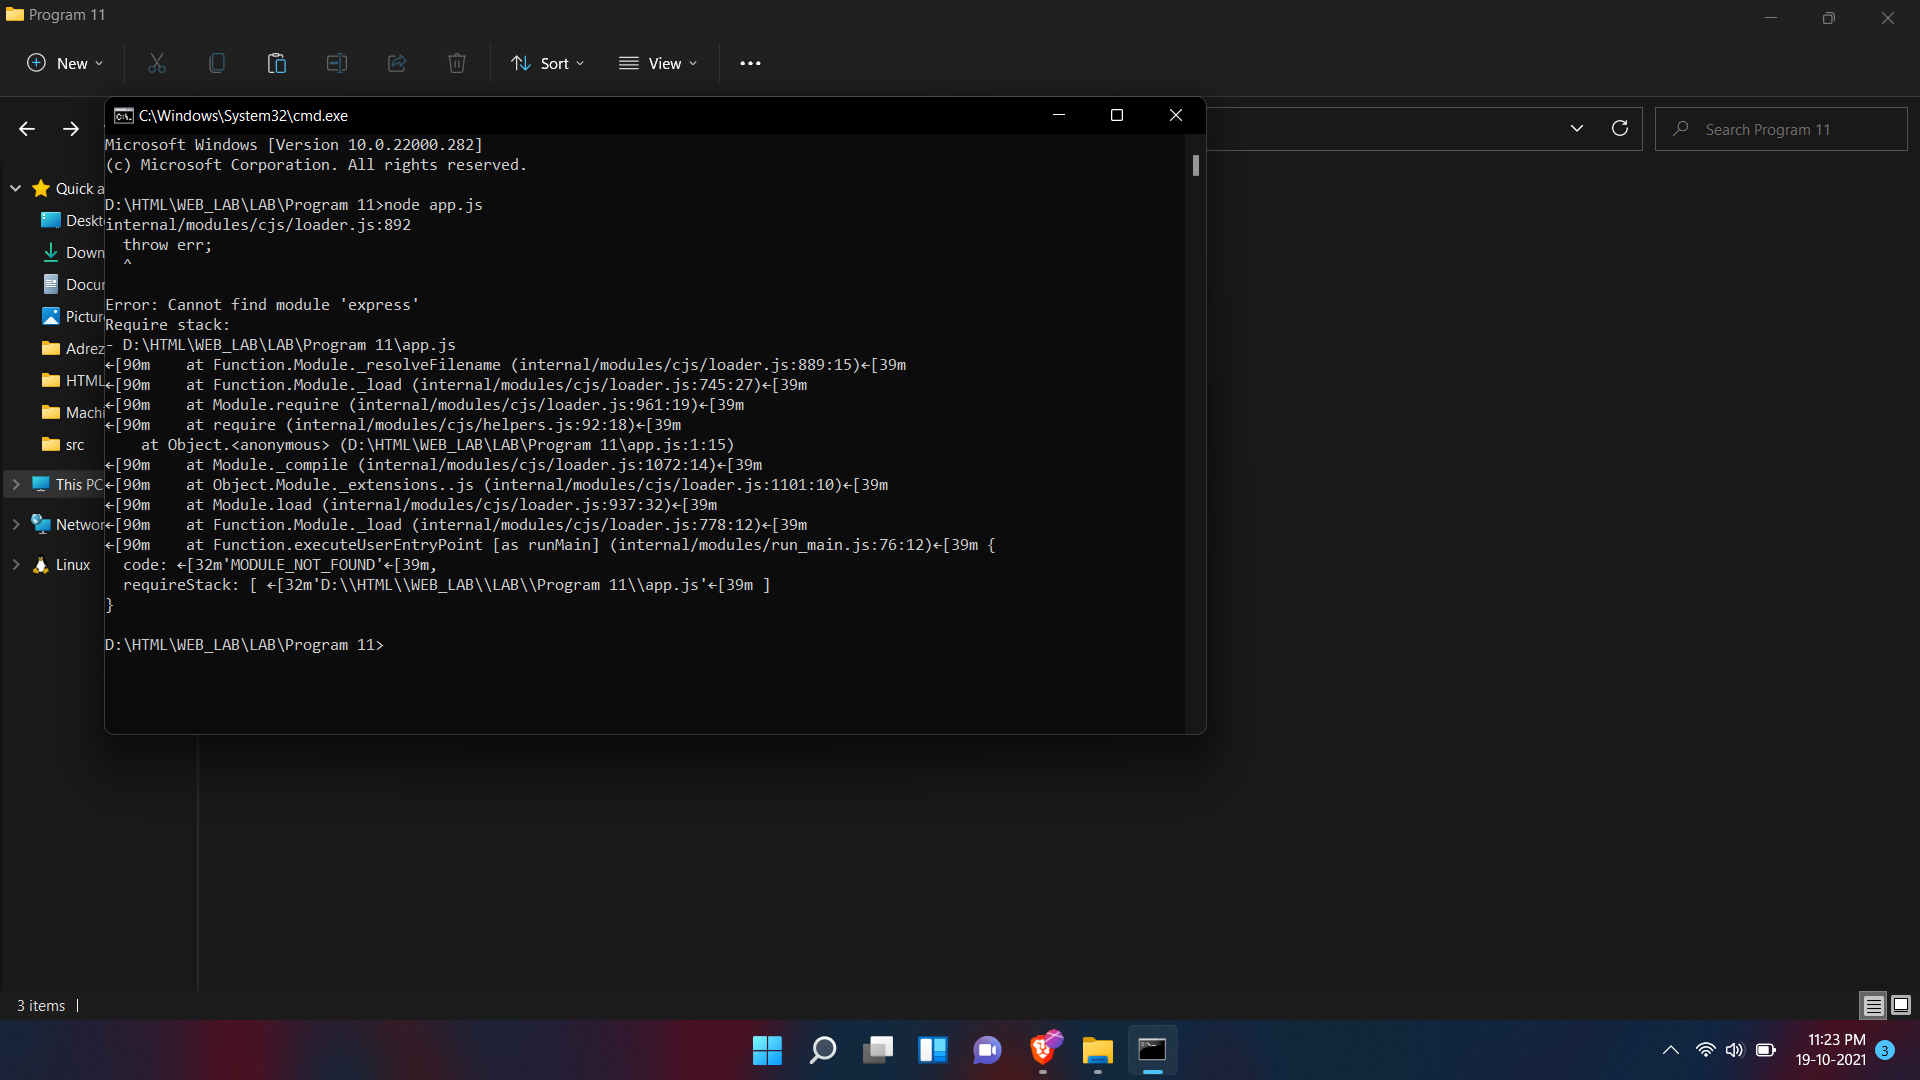 Program 11
New
Sort
View
C:\Windows\System32\cmd.exe
Search Program 11
Microsoft Windows [Version 10.0.22000.282]
(c) Microsoft Corporation. All rights reserved.
D:\HTML\WEB_LAB\LAB\Program 11>node app.js
internal/modules/cjs/loader.js:892
  throw err;
  ^
Error: Cannot find module 'express'
Require stack:
- D:\HTML\WEB_LAB\LAB\Program 11\app.js
←[90m    at Function.Module._resolveFilename (internal/modules/cjs/loader.js:889:15)←[39m
←[90m    at Function.Module._load (internal/modules/cjs/loader.js:745:27)←[39m
←[90m    at Module.require (internal/modules/cjs/loader.js:961:19)←[39m
←[90m    at require (internal/modules/cjs/helpers.js:92:18)←[39m
    at Object.<anonymous> (D:\HTML\WEB_LAB\LAB\Program 11\app.js:1:15)
←[90m    at Module._compile (internal/modules/cjs/loader.js:1072:14)←[39m
←[90m    at Object.Module._extensions..js (internal/modules/cjs/loader.js:1101:10)←[39m
←[90m    at Module.load (internal/modules/cjs/loader.js:937:32)←[39m
←[90m    at Function.Module._load (internal/modules/cjs/loader.js:778:12)←[39m
←[90m    at Function.executeUserEntryPoint [as runMain] (internal/modules/run_main.js:76:12)←[39m {
  code: ←[32m'MODULE_NOT_FOUND'←[39m,
  requireStack: [ ←[32m'D:\\HTML\\WEB_LAB\\LAB\\Program 11\\app.js'←[39m ]
}
D:\HTML\WEB_LAB\LAB\Program 11>
Quick a
Deskt
Down
Docu
Pictur
Adrez
HTML
Machi
src
This PC
Networ
Linux
3 items
11:23 PM
19-10-2021
3